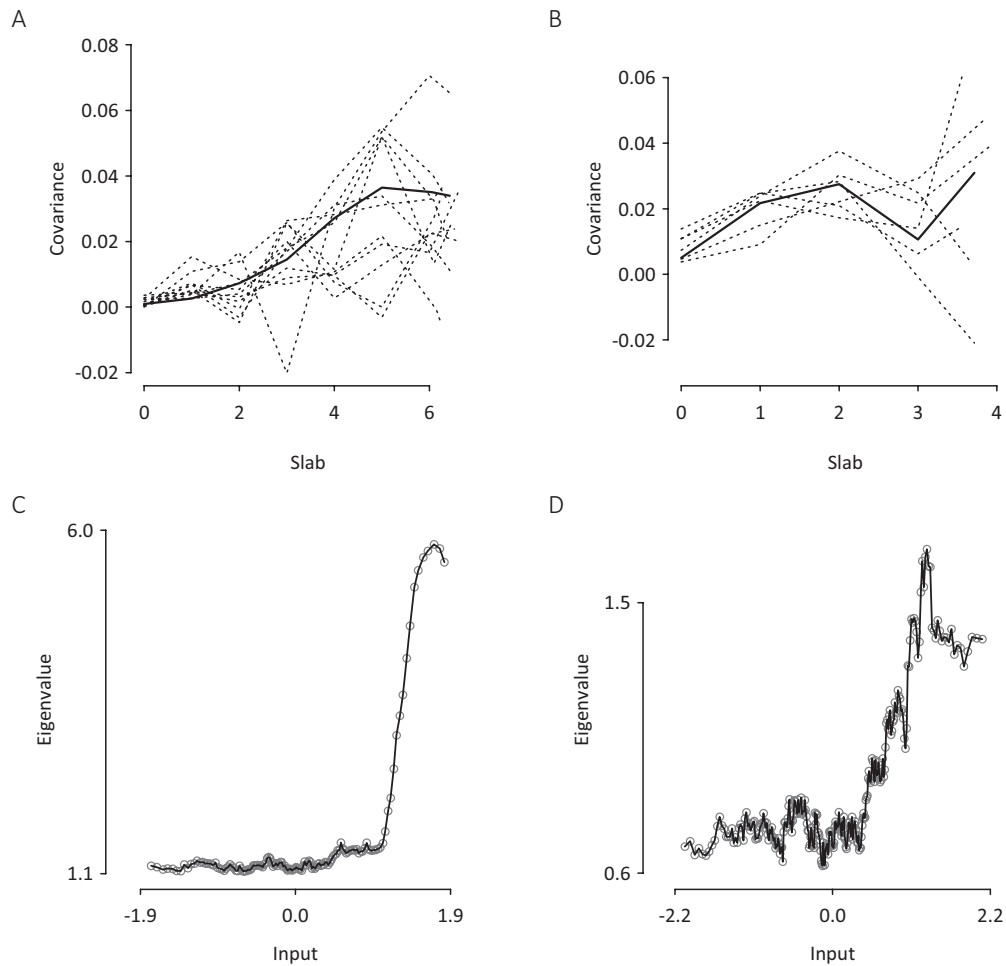 A
0.08
0.06
0.04
0.02
0.00
-0.02
Covariance
0 2 4 6
Slab
B
0.06
0.04
0.02
0.00
-0.02
Covariance
0 1 2 3 4
Slab
C
6.0
1.1
Eigenvalue
-1.9 0.0 1.9
Input
D
1.5
0.6
Eigenvalue
-2.2 0.0 2.2
Input